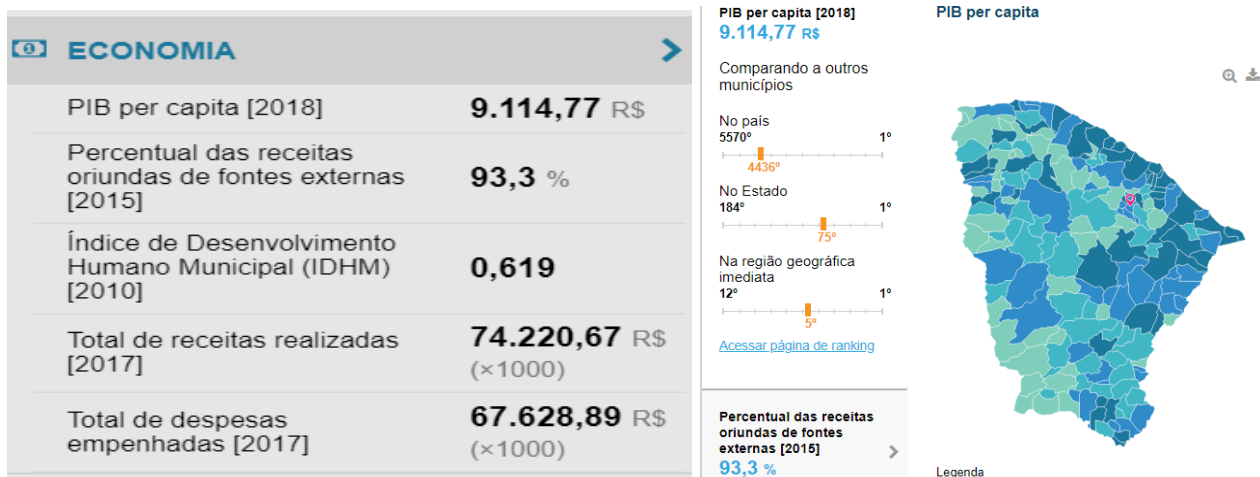 ECONOMIA
PIB per capita [2018]
9.114,77 R$
Percentual das receitas
oriundas de fontes externas
[2015]
93,3 %
Índice de Desenvolvimento
Humano Municipal (IDHM)
[2010]
0,619
Total de receitas realizadas
[2017]
74.220,67 R$
(×1000)
Total de despesas
empenhadas [2017]
67.628,89 R$
(×1000)
PIB per capita [2018]
9.114,77 R$
Comparando a outros
municípios
No país
5570º 1º
4436º
No Estado
184º 1º
75º
Na região geográfica
imediata
12º 1º
5º
Acessar página de ranking
Percentual das receitas
oriundas de fontes
externas [2015]
93,3 %
PIB per capita
Legenda